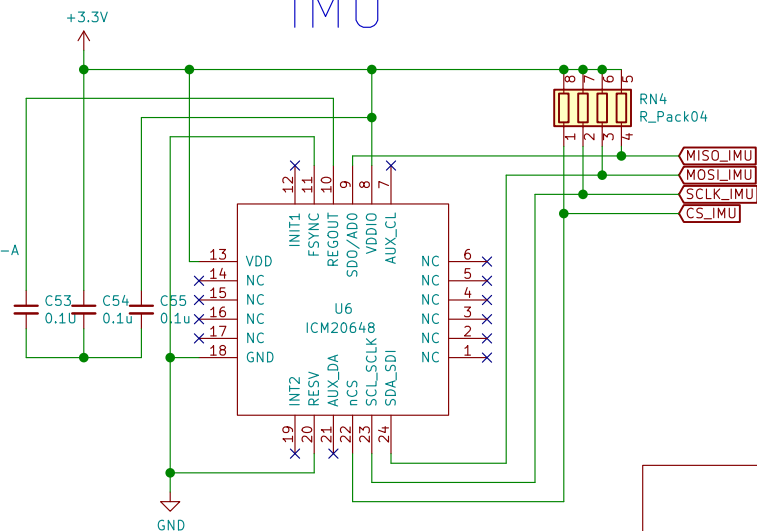 IMU
+3.3V
8 7 6 5
RN4
R_Pack04
1 2 3 4
MISO_IMU
MOSI_IMU
SCLK_IMU
CS_IMU
12 11 10 9 8 7
INIT1 FSYNC REGOUT SDO/AD0 VDDIO AUX_CL
-A
13 VDD
14 NC
15 NC
16 NC
17 NC
18 GND
NC 6
NC 5
NC 4
NC 3
NC 2
NC 1
C53
0.1U
C54
0.1u
C55
0.1u
U6
ICM20648
INT2 RESV AUX_DA nCS SCL_SCLK SDA_SDI
19 20 21 22 23 24
GND